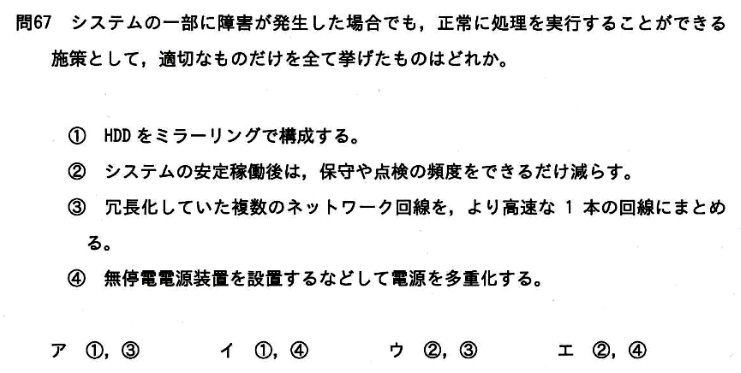 問67 システムの一部に障害が発生した場合でも，正常に処理を実行することができる
施策として，適切なものだけを全て挙げたものはどれか。
① HDDをミラーリングで構成する。
② システムの安定稼働後は，保守や点検の頻度をできるだけ減らす。
③ 冗長化していた複数のネットワーク回線を，より高速な 1 本の回線にまとめ
る。
④ 無停電電源装置を設置するなどして電源を多重化する。
ア ①，③ イ ①，④ ウ ②，③ エ ②，④